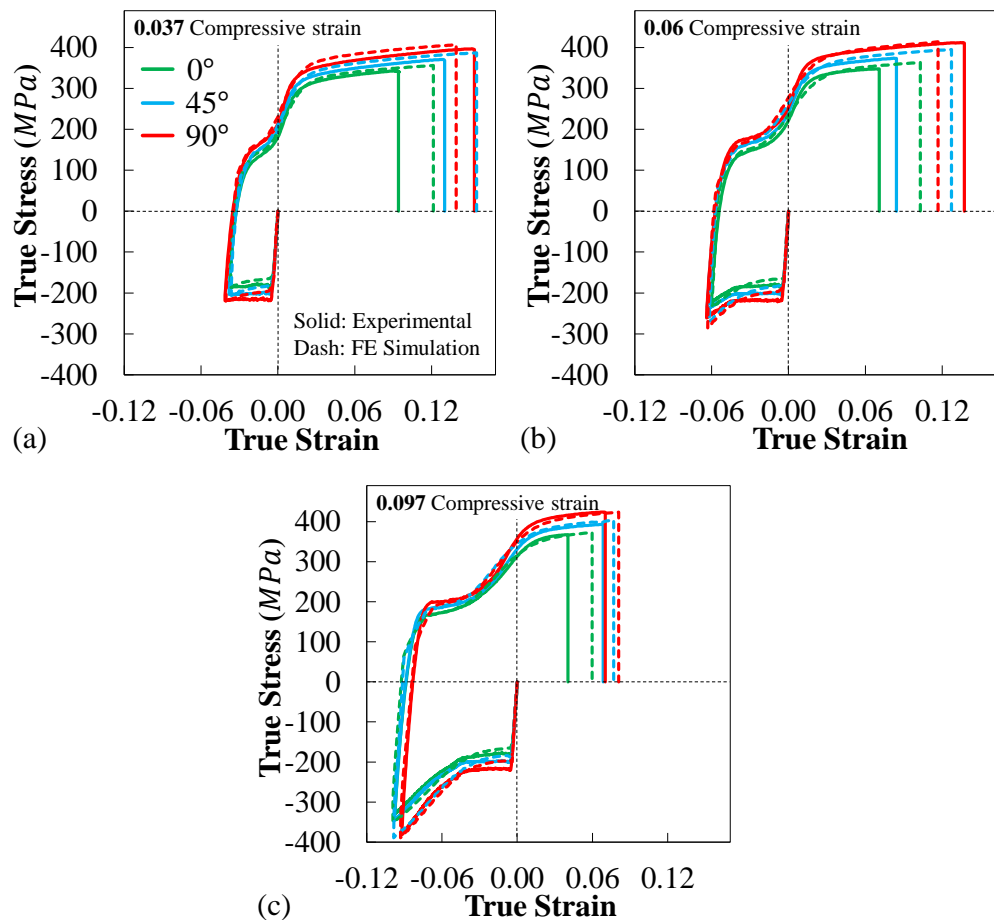 0.037 Compressive strain
400
300
200
100
0
-100
-200
-300
-400
True Stress (MPa)
0°
45°
90°
Solid: Experimental
Dash: FE Simulation
-0.12 -0.06 0.00 0.06 0.12
(a) True Strain
0.06 Compressive strain
400
300
200
100
0
-100
-200
-300
-400
True Stress (MPa)
-0.12 -0.06 0.00 0.06 0.12
(b) True Strain
0.097 Compressive strain
400
300
200
100
0
-100
-200
-300
-400
True Stress (MPa)
-0.12 -0.06 0.00 0.06 0.12
(c) True Strain